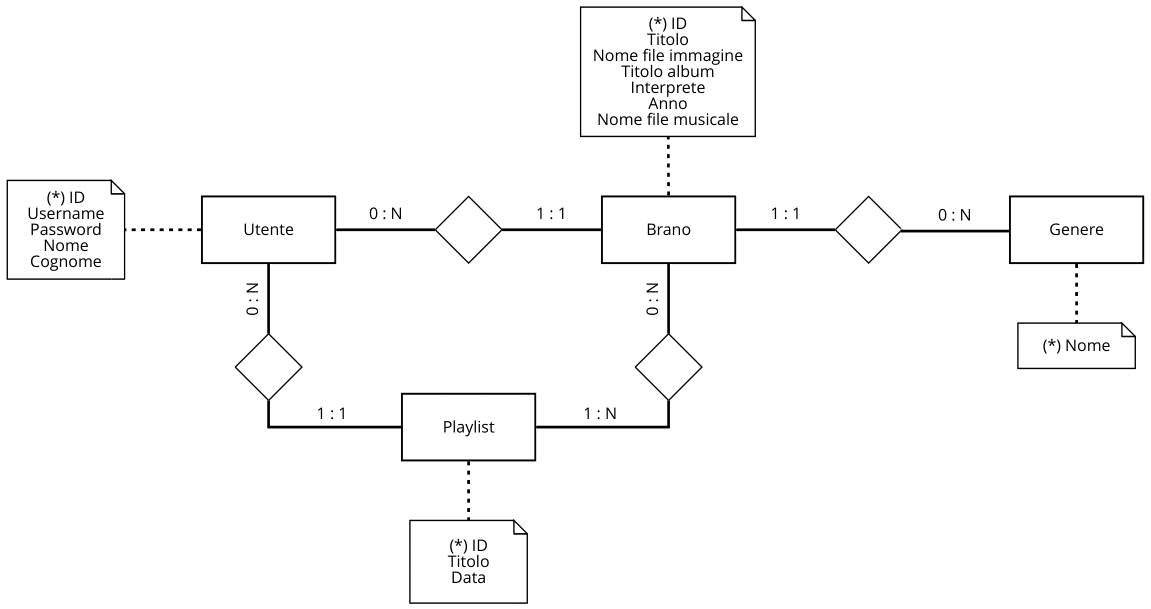 (*) ID
Titolo
Nome file immagine
Titolo album
Interprete
Anno
Nome file musicale
(*) ID
Username
Password
Nome
Cognome
Utente
0 : N
1 : 1
Brano
1 : 1
0 : N
Genere
0 : N
0 : N
(*) Nome
1 : 1
Playlist
1 : N
(*) ID
Titolo
Data